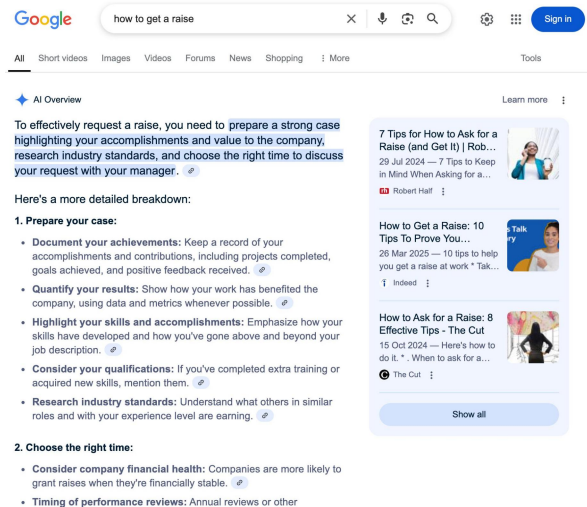 Google
how to get a raise
Sign in
All Short videos Images Videos Forums News Shopping More
Tools
AI Overview
Learn more
To effectively request a raise, you need to prepare a strong case
highlighting your accomplishments and value to the company,
research industry standards, and choose the right time to discuss
your request with your manager.
Here's a more detailed breakdown:
1. Prepare your case:
• Document your achievements: Keep a record of your
accomplishments and contributions, including projects completed,
goals achieved, and positive feedback received.
• Quantify your results: Show how your work has benefited the
company, using data and metrics whenever possible.
• Highlight your skills and accomplishments: Emphasize how your
skills have developed and how you've gone above and beyond your
job description.
• Consider your qualifications: If you've completed extra training or
acquired new skills, mention them.
• Research industry standards: Understand what others in similar
roles and with your experience level are earning.
2. Choose the right time:
• Consider company financial health: Companies are more likely to
grant raises when they're financially stable.
• Timing of performance reviews: Annual reviews or other
7 Tips for How to Ask for a
Raise (and Get It) | Rob...
29 Jul 2024 — 7 Tips to Keep
in Mind When Asking for a...
rh Robert Half
How to Get a Raise: 10
Tips To Prove You...
26 Mar 2025 — 10 tips to help
you get a raise at work * Tak...
Indeed
s Talk
ry
How to Ask for a Raise: 8
Effective Tips - The Cut
15 Oct 2024 — Here's how to
do it. * . When to ask for a...
The Cut
Show all